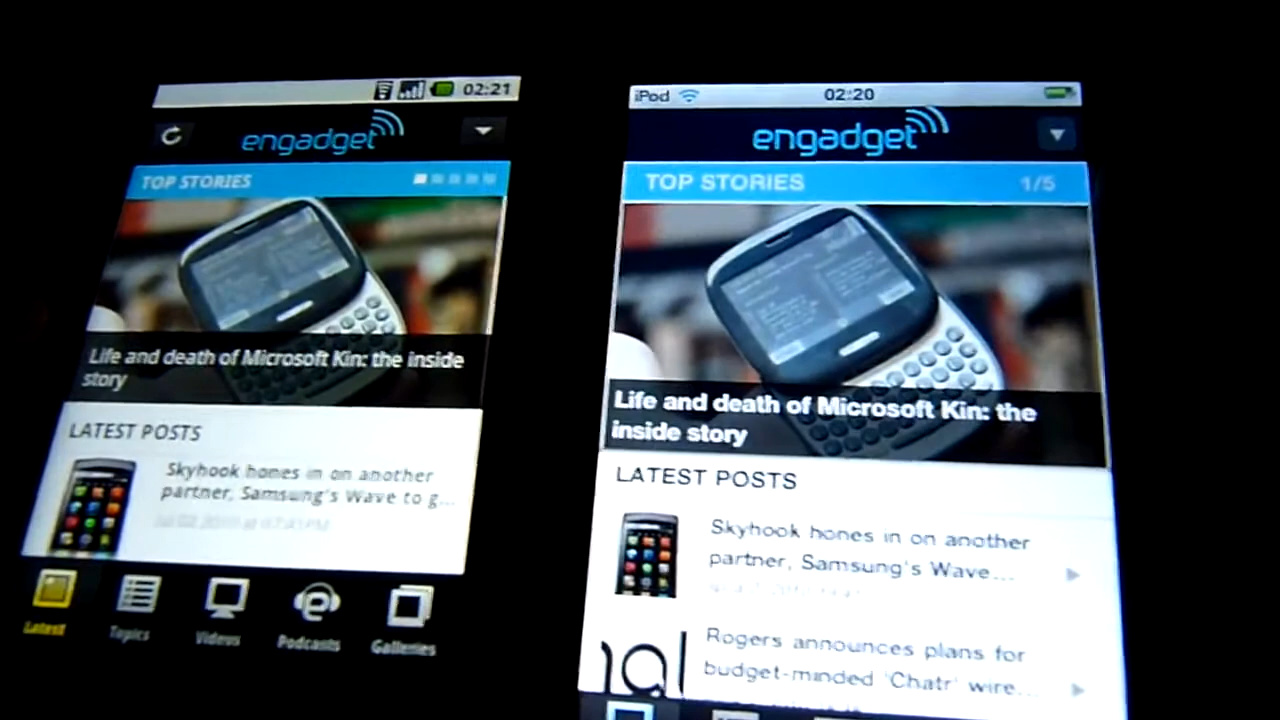 02:21
engadget
TOP STORIES
Life and death of Microsoft Kin: the inside
story
LATEST POSTS
Skyhook hones in on another
partner, Samsung's Wave to g...
Latest
Topics
Videos
Podcasts
Galleries
iPod
02:20
engadget
TOP STORIES
1/5
Life and death of Microsoft Kin: the
inside story
LATEST POSTS
Skyhook hones in on another
partner, Samsung's Wave...
Rogers announces plans for
budget-minded 'Chatr' wire...